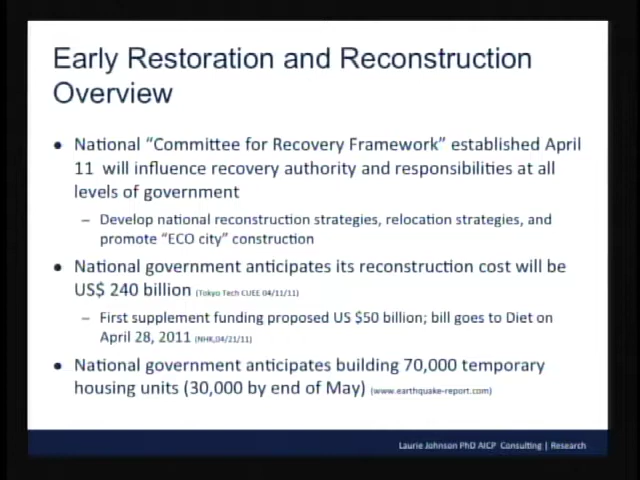 Early Restoration and Reconstruction
Overview
• National “Committee for Recovery Framework” established April
11 will influence recovery authority and responsibilities at all
levels of government
– Develop national reconstruction strategies, relocation strategies, and
promote “ECO city” construction
• National government anticipates its reconstruction cost will be
US$ 240 billion (Tokyo Tech CUEE 04/11/11)
– First supplement funding proposed US $50 billion; bill goes to Diet on
April 28, 2011 (NHK,04/21/11)
• National government anticipates building 70,000 temporary
housing units (30,000 by end of May) (www.earthquake-report.com)
Laurie Johnson PhD AICP Consulting | Research